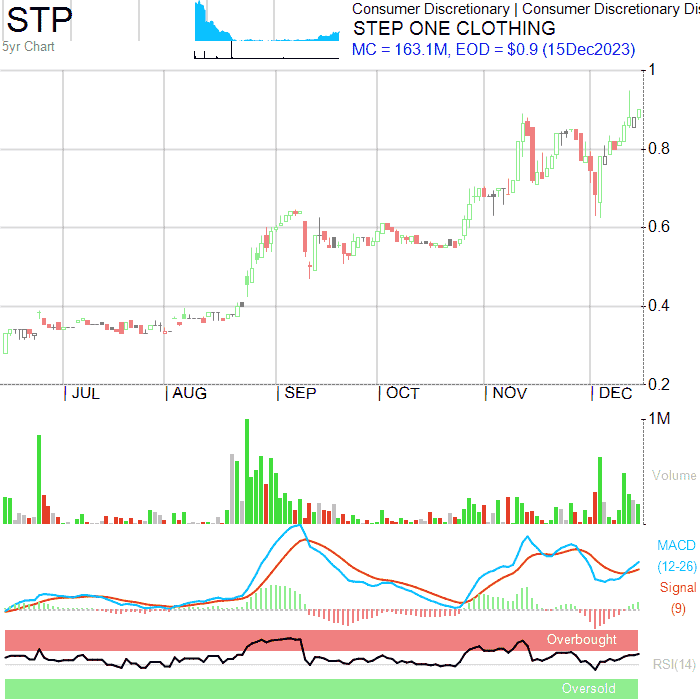 STP
5yr Chart
Consumer Discretionary | Consumer Discretionary Dis
STEP ONE CLOTHING
MC = 163.1M, EOD = $0.9 (15Dec2023)
1
0.8
0.6
0.4
0.2
JUL AUG SEP OCT NOV DEC
1M
Volume
MACD
(12-26)
Signal
(9)
Overbought
RSI(14)
Oversold